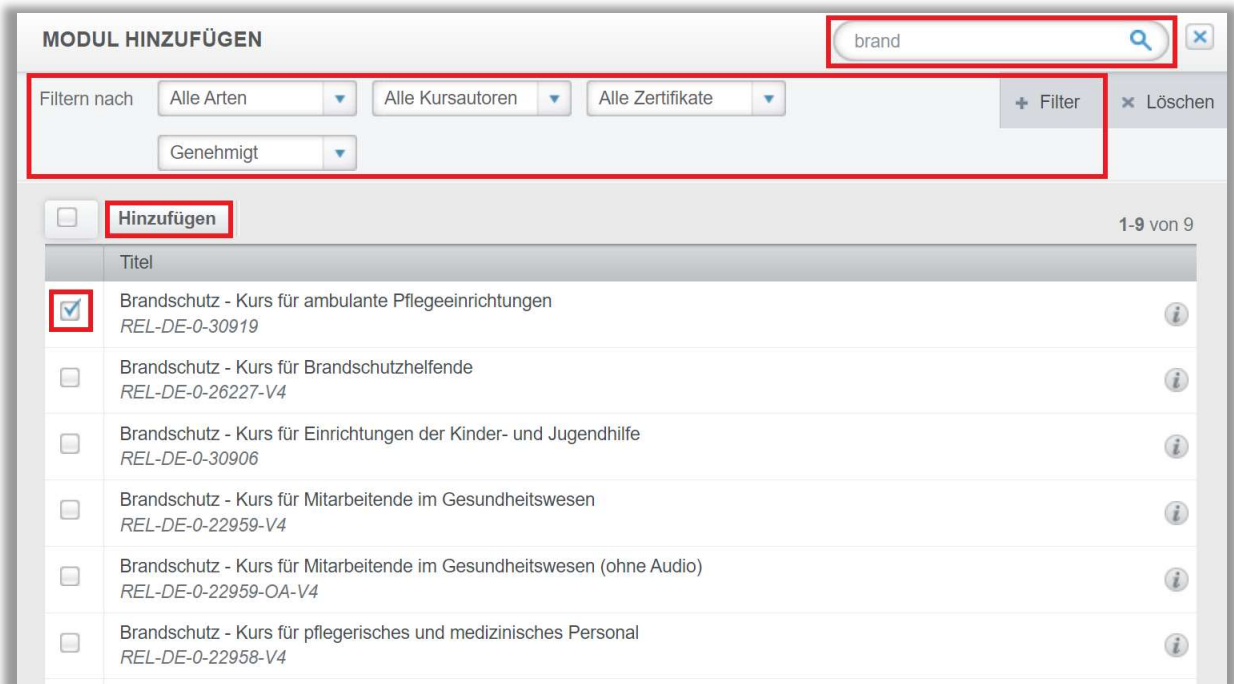 MODUL HINZUFÜGEN
brand
Filtern nach
Alle Arten
Alle Kursautoren
Alle Zertifikate
Filter
Löschen
Genehmigt
Hinzufügen
1-9 von 9
Titel
Brandschutz - Kurs für ambulante Pflegeeinrichtungen
REL-DE-0-30919
Brandschutz - Kurs für Brandschutzhelfende
REL-DE-0-26227-V4
Brandschutz - Kurs für Einrichtungen der Kinder- und Jugendhilfe
REL-DE-0-30906
Brandschutz - Kurs für Mitarbeitende im Gesundheitswesen
REL-DE-0-22959-V4
Brandschutz - Kurs für Mitarbeitende im Gesundheitswesen (ohne Audio)
REL-DE-0-22959-OA-V4
Brandschutz - Kurs für pflegerisches und medizinisches Personal
REL-DE-0-22958-V4